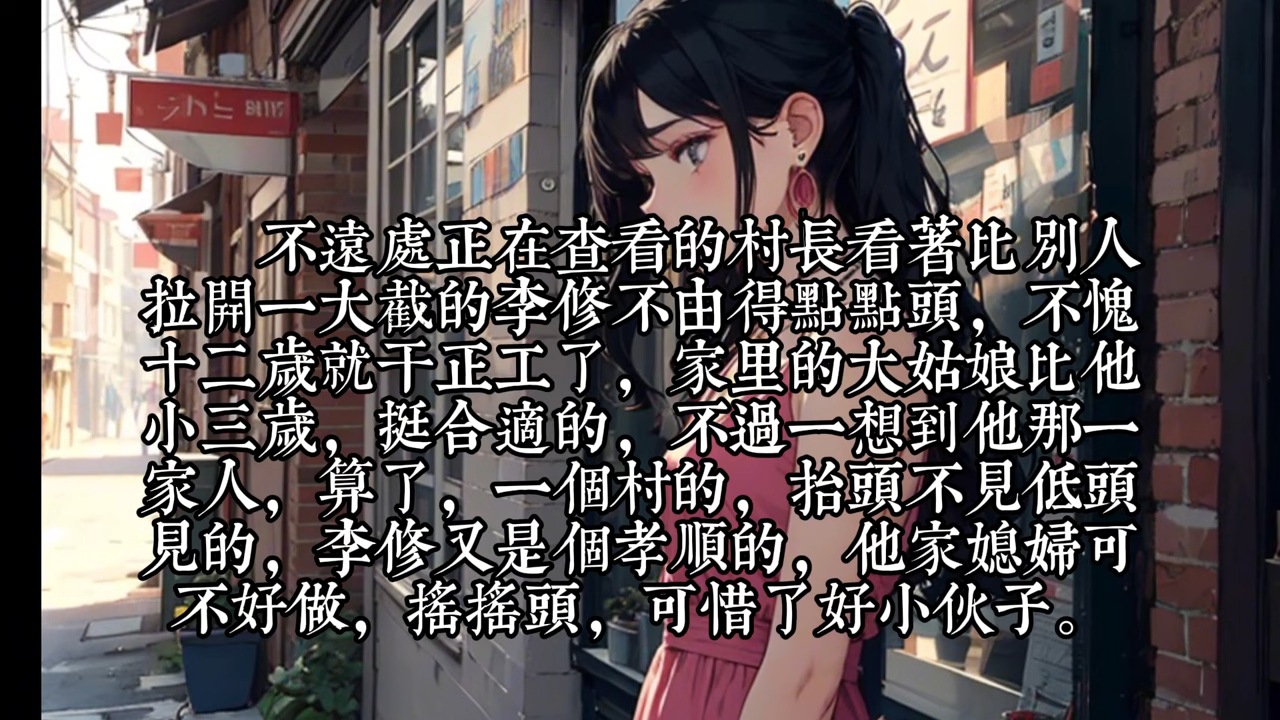 不遠處正在查看的村長看著比別人
拉開一大截的李修不由得點點頭，不愧
十二歲就干正工了，家里的大姑娘比他
小三歲，挺合適的，不過一想到他那一
家人，算了，一個村的，抬頭不見低頭
見的，李修又是個孝順的，他家媳婦可
不好做，搖搖頭，可惜了好小伙子。